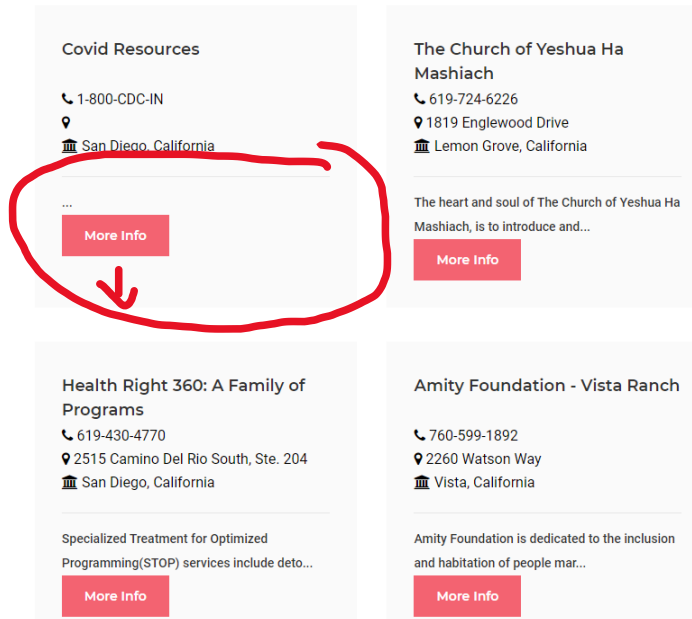 Covid Resources
1-800-CDC-IN
San Diego, California
...
More Info
The Church of Yeshua Ha
Mashiach
619-724-6226
1819 Englewood Drive
Lemon Grove, California
The heart and soul of The Church of Yeshua Ha
Mashiach, is to introduce and...
More Info
Health Right 360: A Family of
Programs
619-430-4770
2515 Camino Del Rio South, Ste. 204
San Diego, California
Specialized Treatment for Optimized
Programming(STOP) services include deto...
More Info
Amity Foundation - Vista Ranch
760-599-1892
2260 Watson Way
Vista, California
Amity Foundation is dedicated to the inclusion
and habitation of people mar...
More Info